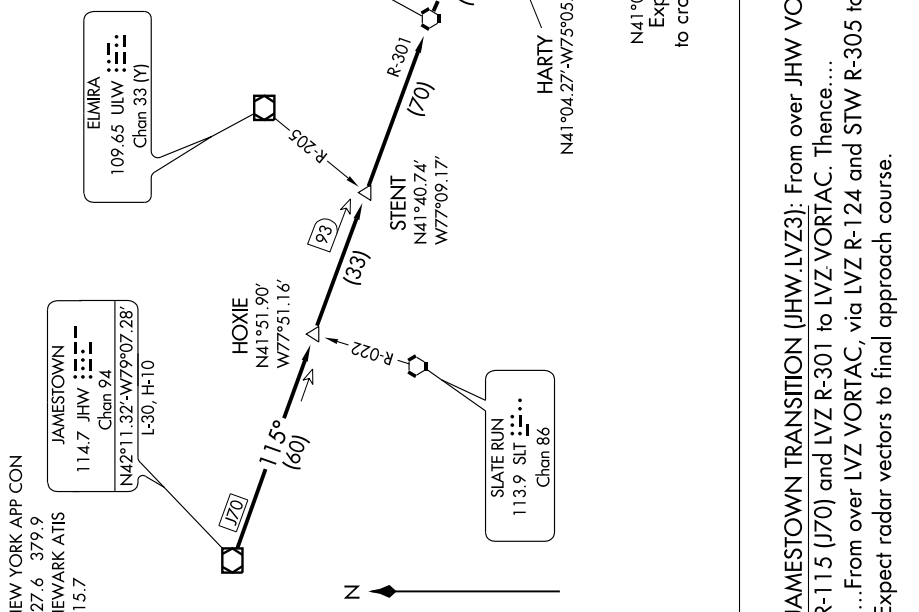 EW YORK APP CON
27.6 379.9
EWARK ATIS
15.7
JAMESTOWN
114.7 JHW
Chan 94
N42°11.32′-W79°07.28′
L-30, H-10
ELMIRA
109.65 ULW
Chan 33 (Y)
J70
115°
(60)
HOXIE
N41°51.90′
W77°51.16′
R-022
SLATE RUN
113.9 SLT
Chan 86
93
(33)
R-205
STENT
N41°40.74′
W77°09.17′
R-301
(70)
HARTY
N41°04.27′-W75°05.
N41°0
Exp
to cro
N
JAMESTOWN TRANSITION (JHW.LVZ3): From over JHW VO
R-115 (J70) and LVZ R-301 to LVZ VORTAC. Thence....
...From over LVZ VORTAC, via LVZ R-124 and STW R-305 to
Expect radar vectors to final approach course.